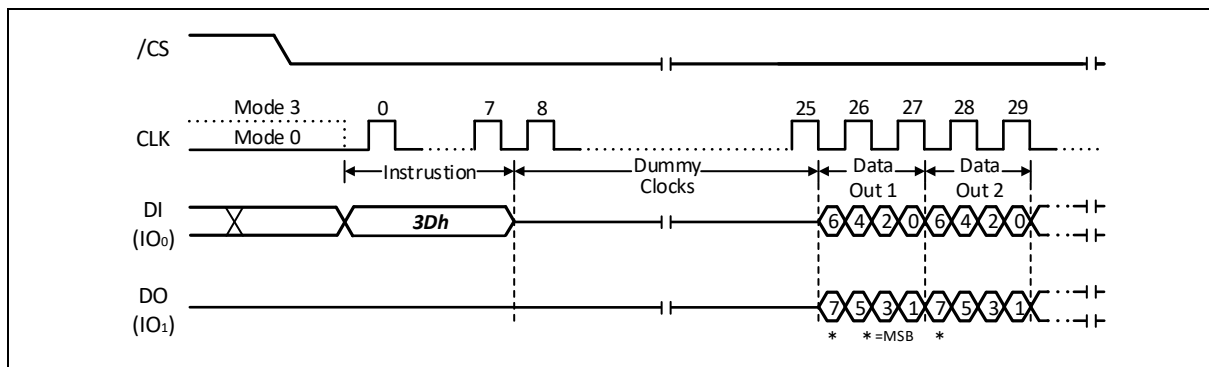 /CS
Mode 3 0 7 8 25 26 27 28 29
CLK Mode 0
Instrustion Dummy Clocks Data Out 1 Data Out 2
DI
(IO0)
3Dh 6 4 2 0 6 4 2 0
DO
(IO1)
7 5 3 1 7 5 3 1
* * =MSB *